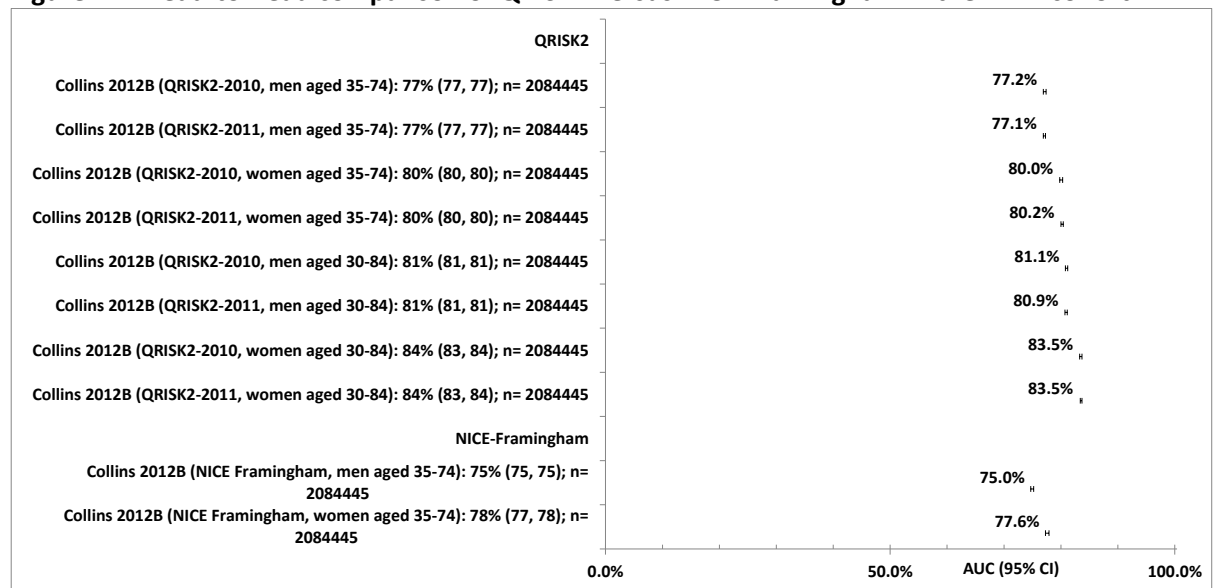 QRISK2
Collins 2012B (QRISK2-2010, men aged 35-74): 77% (77, 77); n= 2084445
77.2%
Collins 2012B (QRISK2-2011, men aged 35-74): 77% (77, 77); n= 2084445
77.1%
Collins 2012B (QRISK2-2010, women aged 35-74): 80% (80, 80); n= 2084445
80.0%
Collins 2012B (QRISK2-2011, women aged 35-74): 80% (80, 80); n= 2084445
80.2%
Collins 2012B (QRISK2-2010, men aged 30-84): 81% (81, 81); n= 2084445
81.1%
Collins 2012B (QRISK2-2011, men aged 30-84): 81% (81, 81); n= 2084445
80.9%
Collins 2012B (QRISK2-2010, women aged 30-84): 84% (83, 84); n= 2084445
83.5%
Collins 2012B (QRISK2-2011, women aged 30-84): 84% (83, 84); n= 2084445
83.5%
NICE-Framingham
Collins 2012B (NICE Framingham, men aged 35-74): 75% (75, 75); n=
2084445
75.0%
Collins 2012B (NICE Framingham, women aged 35-74): 78% (77, 78); n=
2084445
77.6%
0.0%
50.0%
AUC (95% CI)
100.0%